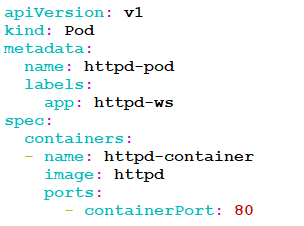 apiVersion: v1
kind: Pod
metadata:
  name: httpd-pod
  labels:
    app: httpd-ws
spec:
  containers:
  - name: httpd-container
    image: httpd
    ports:
      - containerPort: 80